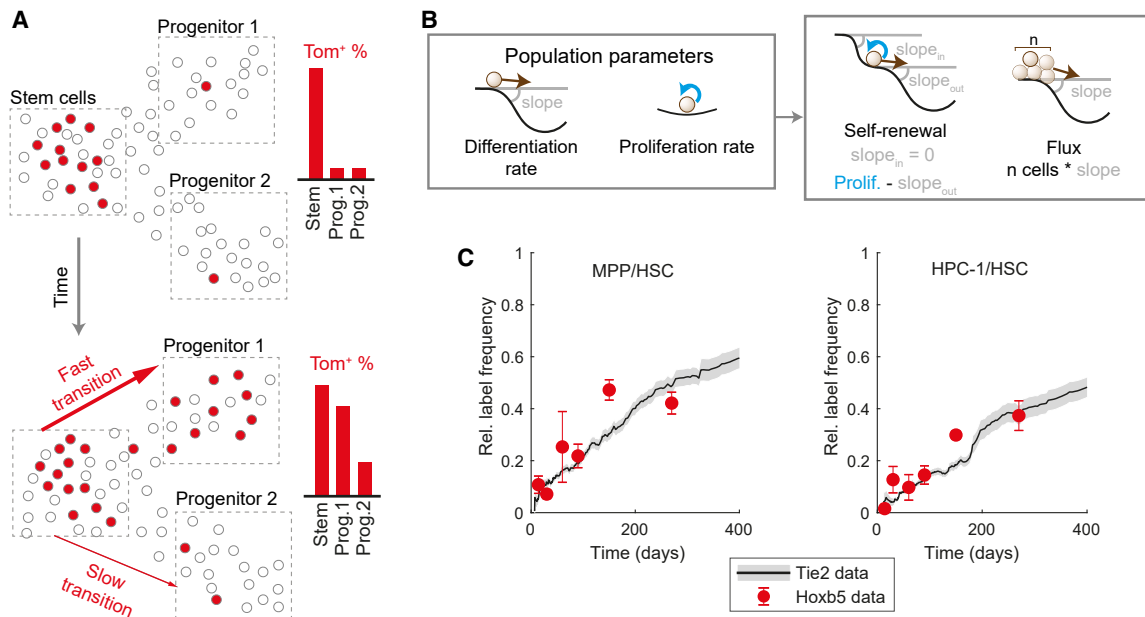 A
Progenitor 1
Tom⁺ %
Stem cells
Stem
Prog.1
Prog.2
Progenitor 2
Time
Progenitor 1
Tom⁺ %
Fast
transition
Stem
Prog.1
Prog.2
Progenitor 2
Slow
transition
B
Population parameters
slope
Differentiation
rate
Proliferation rate
slopein
slopeout
Self-renewal
slopein = 0
Prolif. - slopeout
n
slope
Flux
n cells * slope
C
MPP/HSC
Rel. label frequency
1
0.8
0.6
0.4
0.2
0
0 200 400
Time (days)
HPC-1/HSC
Rel. label frequency
1
0.8
0.6
0.4
0.2
0
0 200 400
Time (days)
Tie2 data
Hoxb5 data